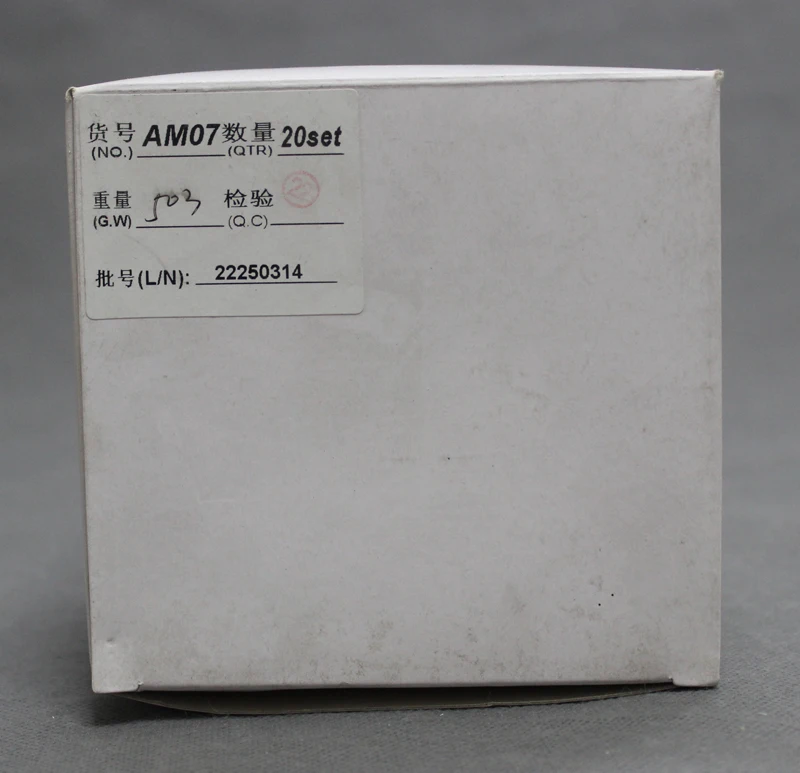 货号 AM07 数量 20set
(NO.) (QTR)
重量 503 检验
(G.W) (Q.C)
批号(L/N): 22250314